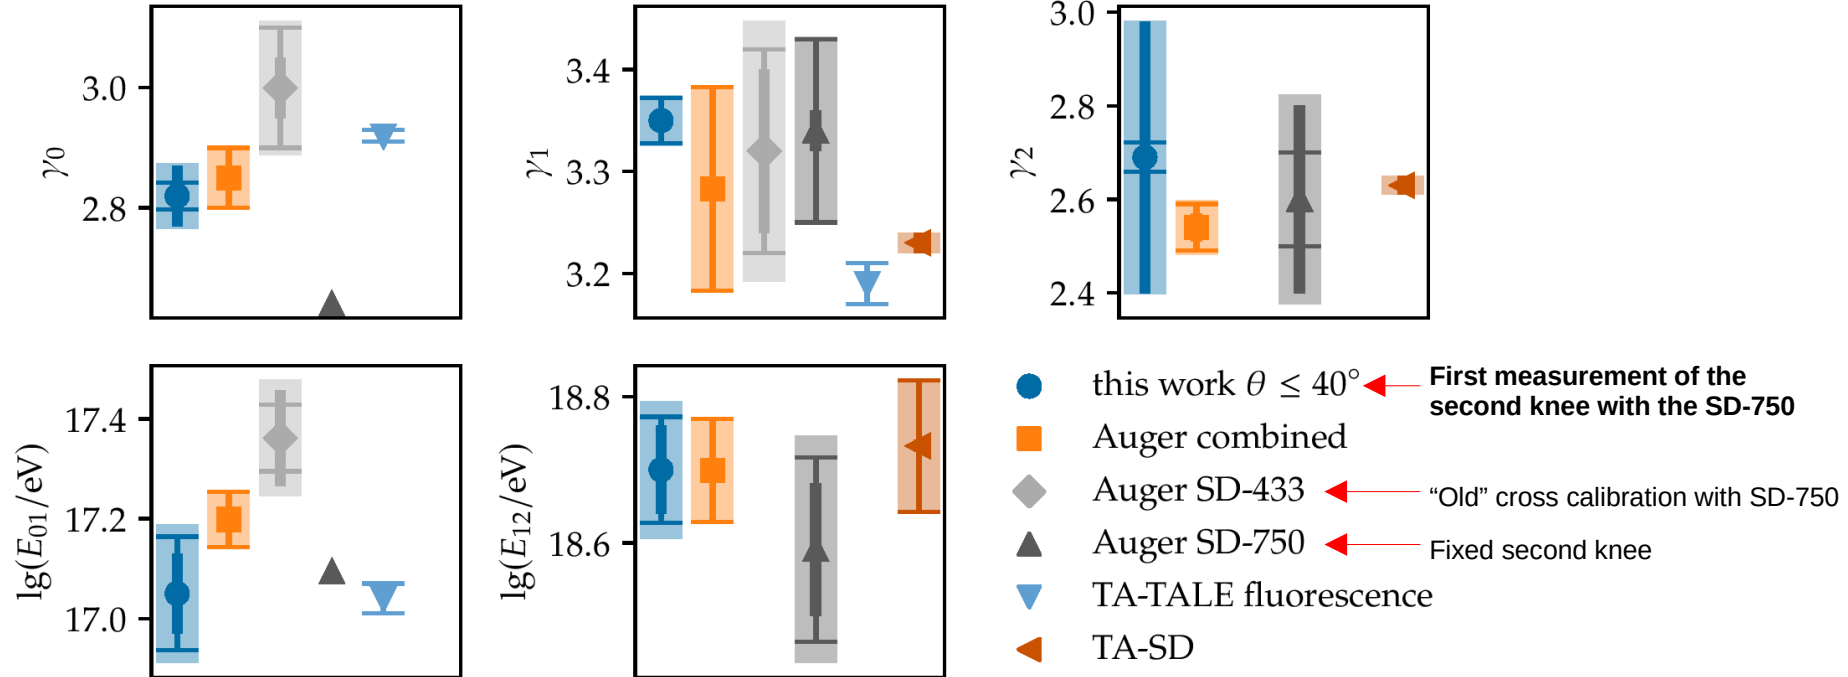 γ0
3.0
2.8
γ1
3.4
3.3
3.2
γ2
3.0
2.8
2.6
2.4
lg(E01/eV)
17.4
17.2
17.0
lg(E12/eV)
18.8
18.6
this work θ ≤ 40°
First measurement of the
second knee with the SD-750
Auger combined
Auger SD-433
“Old” cross calibration with SD-750
Auger SD-750
Fixed second knee
TA-TALE fluorescence
TA-SD